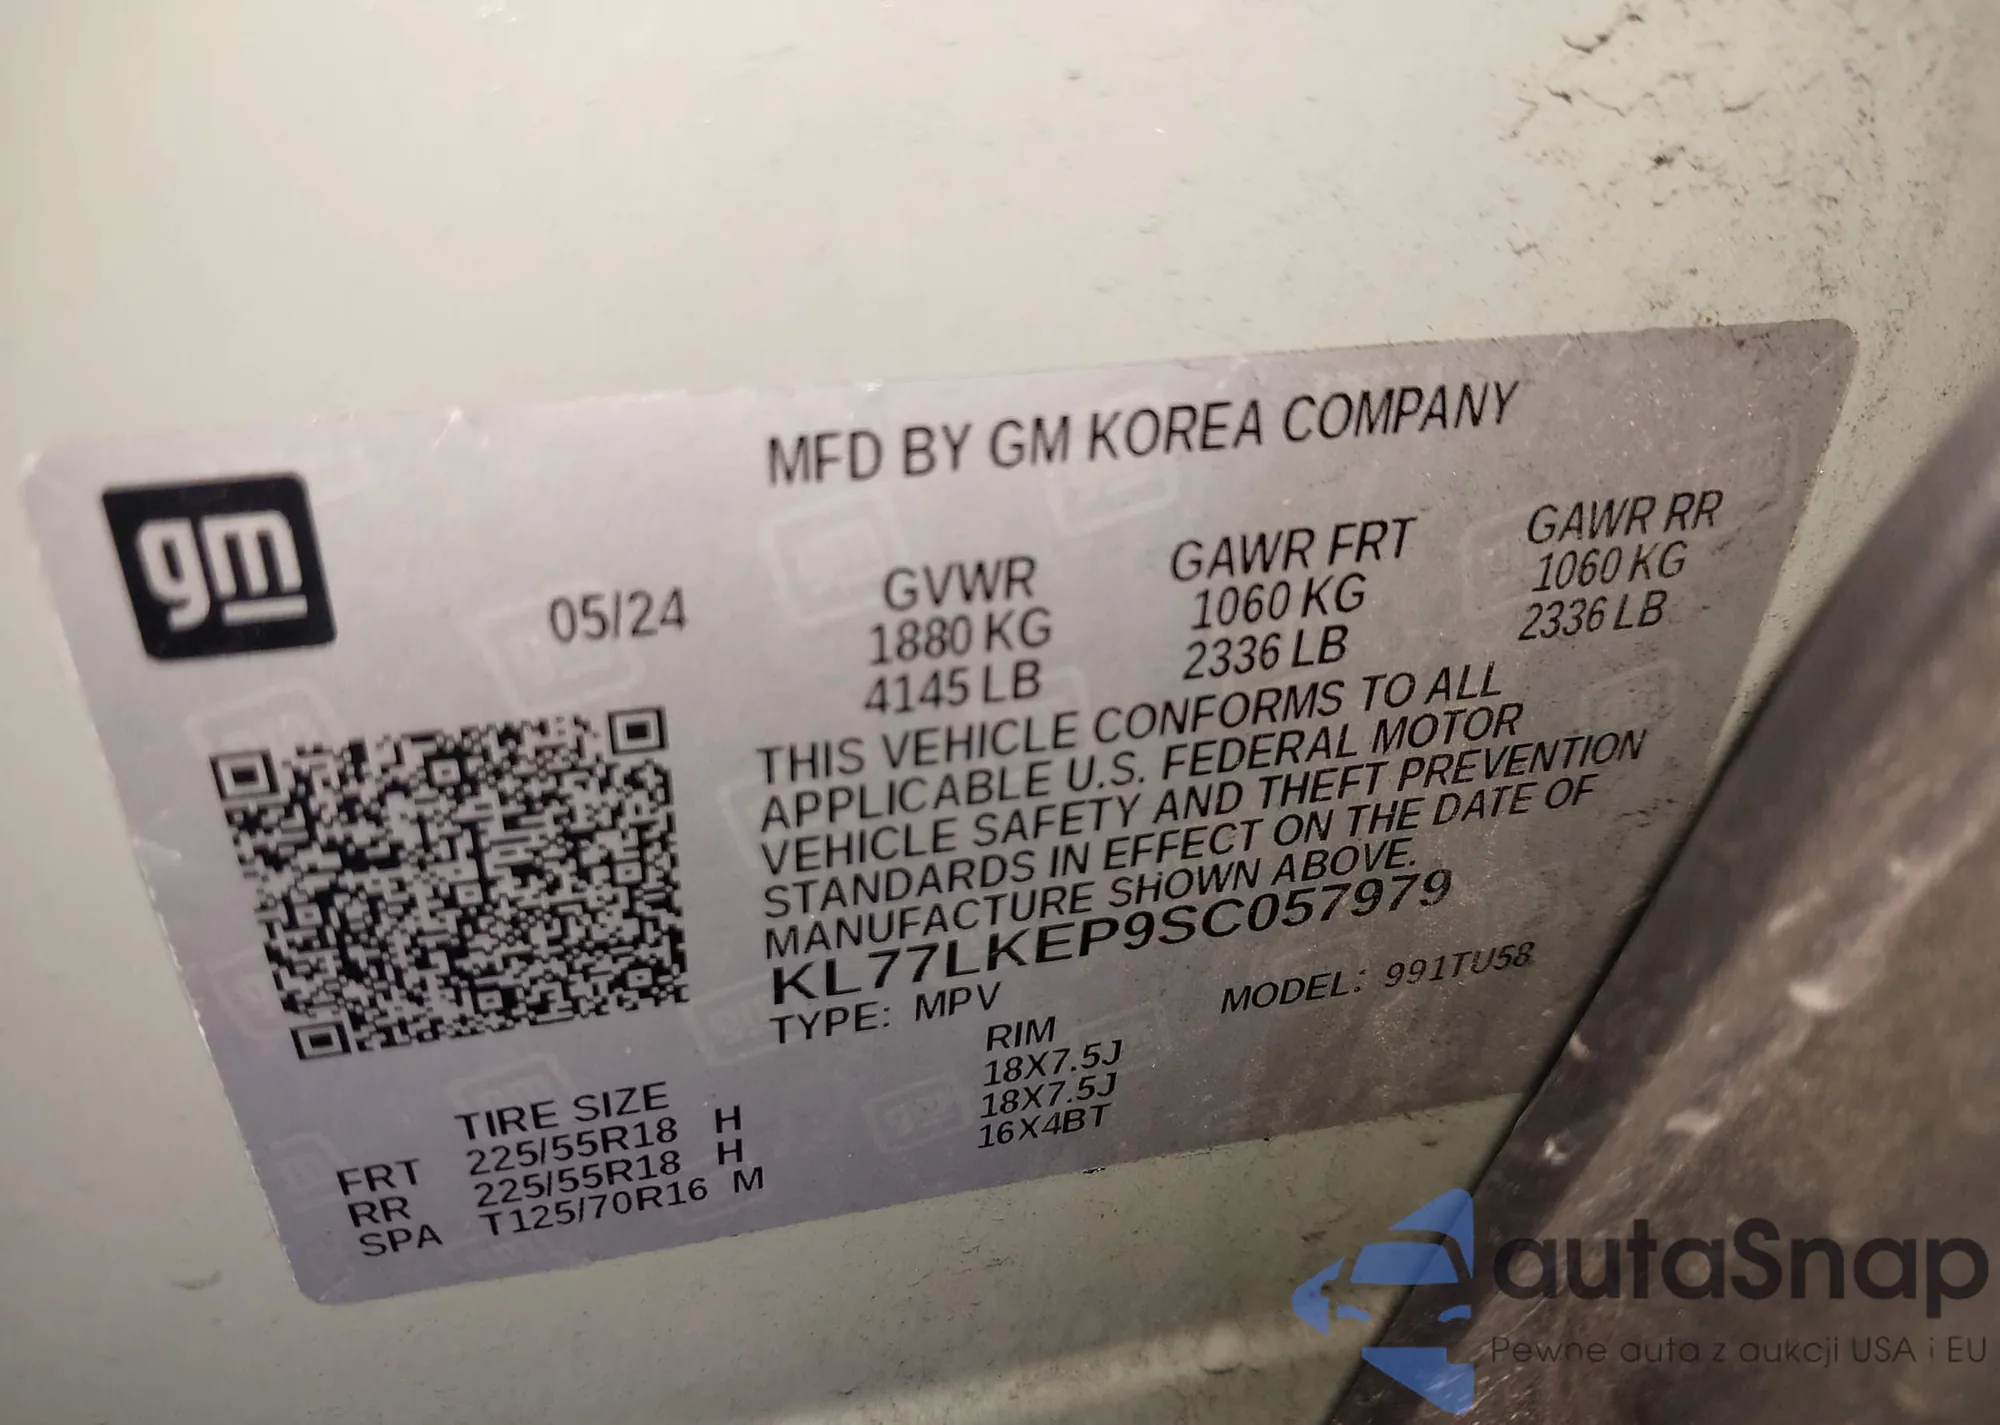 MFD BY GM KOREA COMPANY
gm
05/24
GVWR GAWR FRT GAWR RR
1880 KG 1060 KG 1060 KG
4145 LB 2336 LB 2336 LB
THIS VEHICLE CONFORMS TO ALL
APPLICABLE U.S. FEDERAL MOTOR
VEHICLE SAFETY AND THEFT PREVENTION
STANDARDS IN EFFECT ON THE DATE OF
MANUFACTURE SHOWN ABOVE.
KL77LKEP9SC057979
TYPE: MPV MODEL: 991TU58
TIRE SIZE RIM
FRT 225/55R18 H 18X7.5J
RR 225/55R18 H 18X7.5J
SPA T125/70R16 M 16X4BT
autaSnap
Pewne auta z aukcji USA i EU